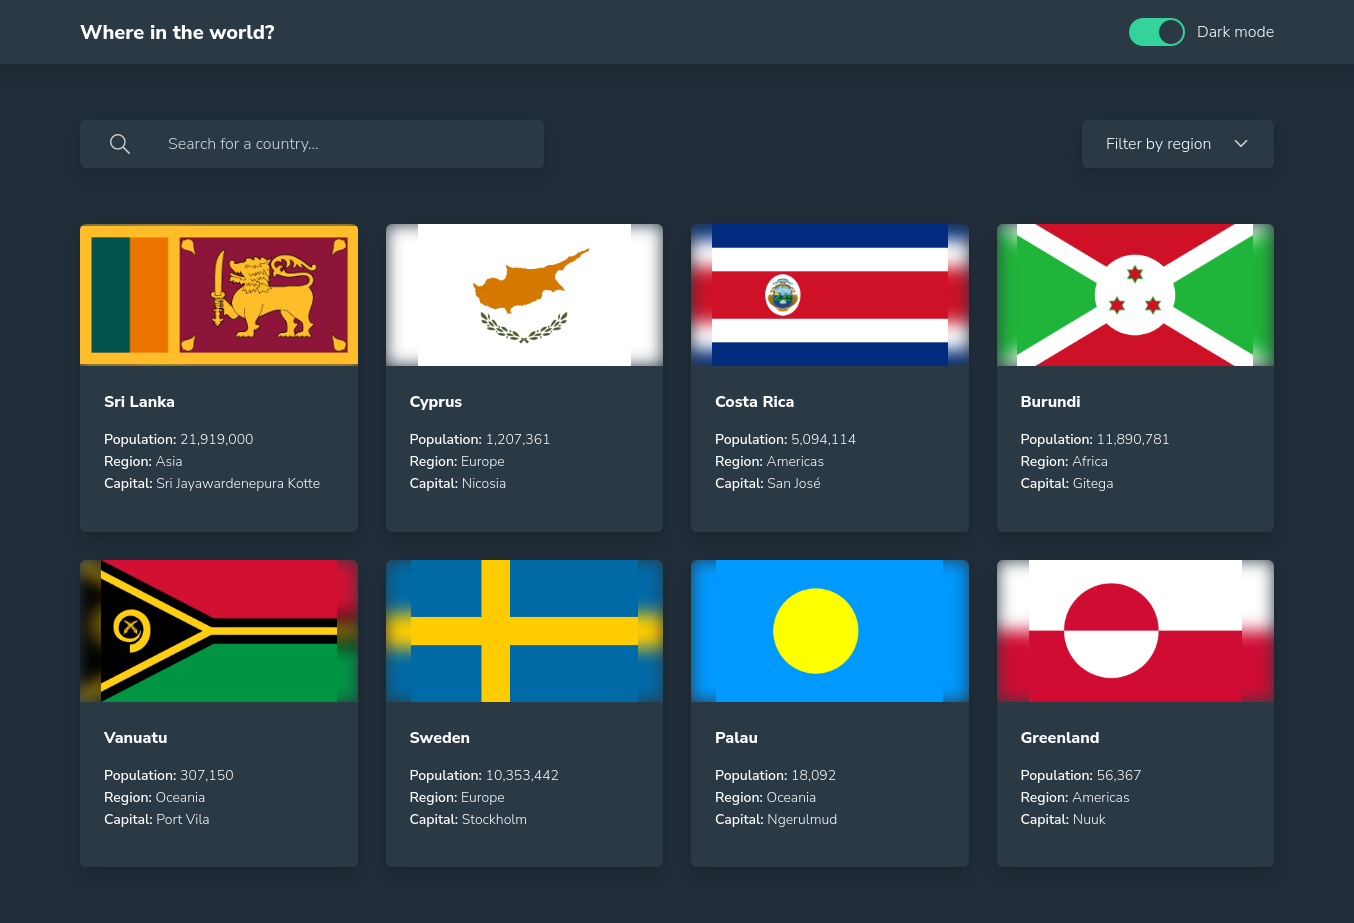 Where in the world?
Dark mode
Search for a country...
Filter by region
Sri Lanka
Population: 21,919,000
Region: Asia
Capital: Sri Jayawardenepura Kotte
Cyprus
Population: 1,207,361
Region: Europe
Capital: Nicosia
Costa Rica
Population: 5,094,114
Region: Americas
Capital: San José
Burundi
Population: 11,890,781
Region: Africa
Capital: Gitega
Vanuatu
Population: 307,150
Region: Oceania
Capital: Port Vila
Sweden
Population: 10,353,442
Region: Europe
Capital: Stockholm
Palau
Population: 18,092
Region: Oceania
Capital: Ngerulmud
Greenland
Population: 56,367
Region: Americas
Capital: Nuuk